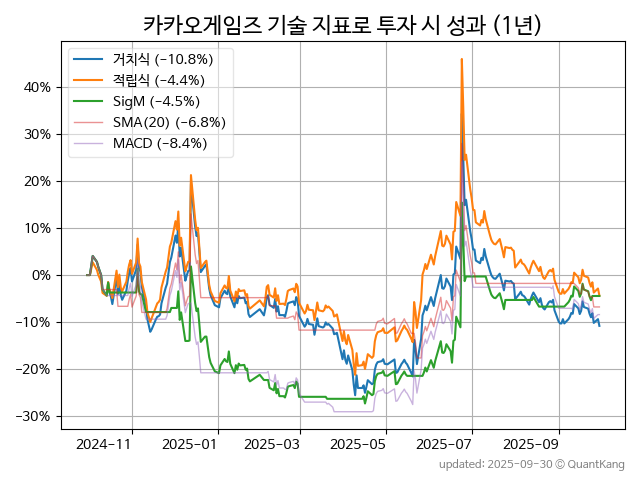 카카오게임즈 기술 지표로 투자 시 성과 (1년)
거치식 (−10.8%)
적립식 (−4.4%)
SigM (−4.5%)
SMA(20) (−6.8%)
MACD (−8.4%)
40%
30%
20%
10%
0%
−10%
−20%
−30%
2024-11 2025-01 2025-03 2025-05 2025-07 2025-09
updated: 2025-09-30 © QuantKang